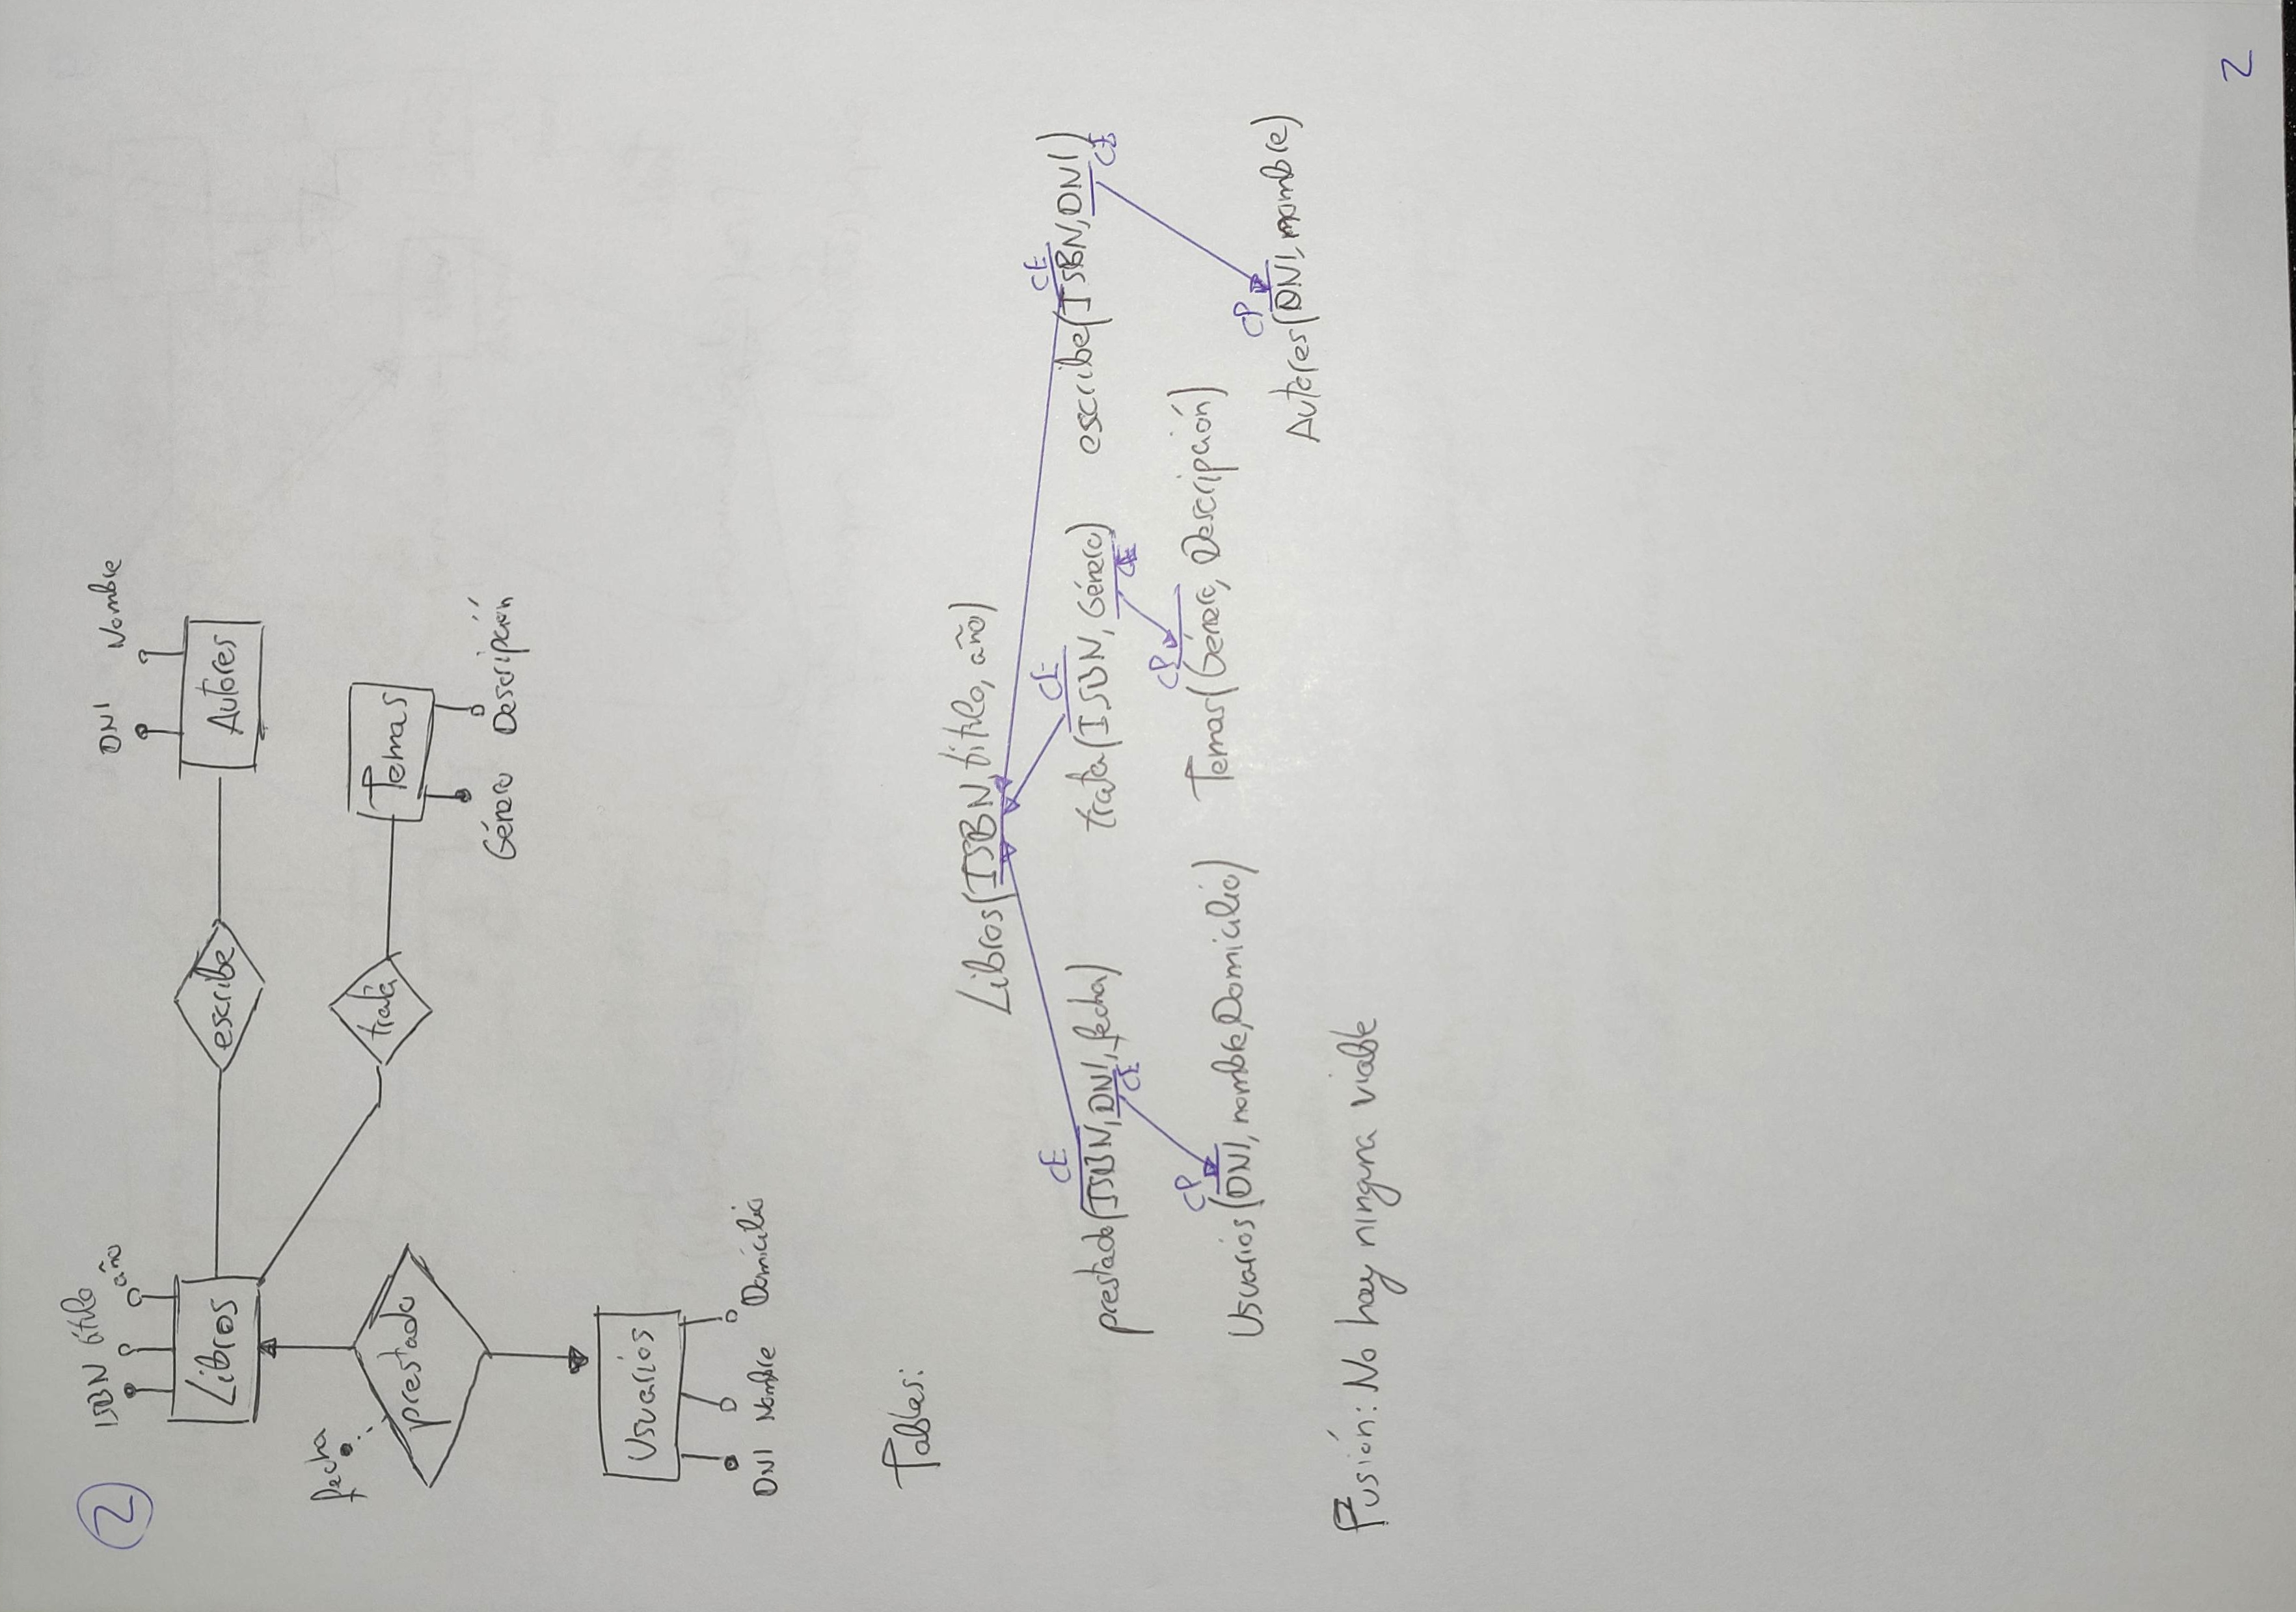 2
ISBN título año
DNI Nombre
Libros escribe Autores
fecha
prestado trata Temas
Género Descripción
Usuarios
DNI Nombre Domicilio
Tablas:
Libros(ISBN, título, año)
CE CE CE
prestado(ISBN, DNI, fecha) trata(ISBN, Género) escribe(ISBN, DNI)
CE CE CE
CP CP
Usuarios(DNI, nombre, Domicilio) Temas(Género, Descripción)
CP
Autores(DNI, nombre)
Fusión: No hay ninguna viable
2